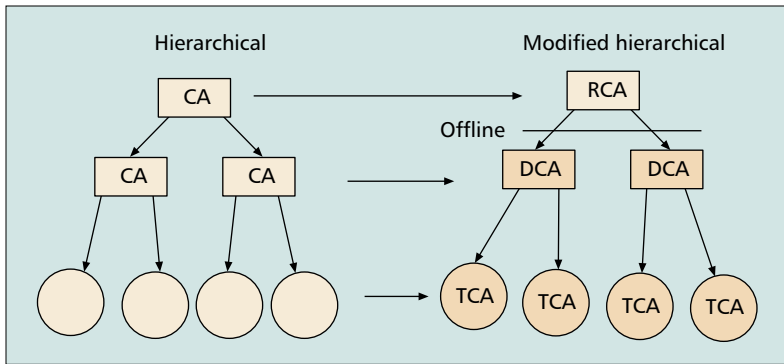 Hierarchical
Modified hierarchical
CA
RCA
Offline
CA
CA
DCA
DCA
TCA
TCA
TCA
TCA